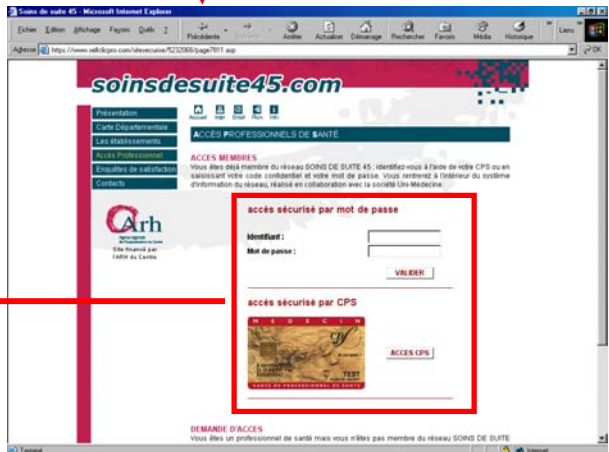 Soins de suite 45 - Microsoft Internet Explorer
Fichier Edition Affichage Favoris Outils ?
Précédente Arrêter Actualiser Démarrage Rechercher Favoris Média Historique
Liens
Adresse
OK
soinsdesuite45.com
Accueil Impr Email Plan Info
Présentation
Carte Départementale
Les établissements
Accès Professionnel
Enquêtes de satisfaction
Contacts
ACCÈS PROFESSIONNELS DE SANTÉ
ACCES MEMBRES
Vous êtes déjà membre du réseau SOINS DE SUITE 45 : identifiez-vous à l'aide de votre CPS ou en
saisissant votre code confidentiel et votre mot de passe. Vous rentrerez à l'intérieur du système
d'information du réseau, réalisé en collaboration avec la société Uni-Médecine.
Arh
Site financé par
l'ARH du Centre
accès sécurisé par mot de passe
Identifiant :
Mot de passe :
VALIDER
accès sécurisé par CPS
MEDECIN
TEST
CARTE DE PROFESSIONNEL DE SANTE
ACCES CPS
DEMANDE D'ACCES
Vous êtes un professionnel de santé mais vous n'êtes pas membre du réseau SOINS DE SUITE
Terminé
Internet